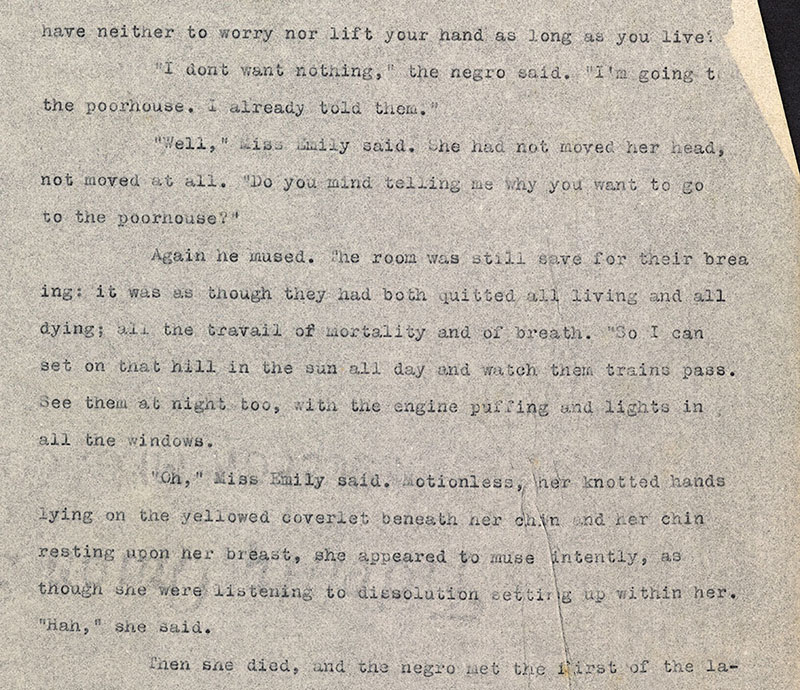 have neither to worry nor lift your hand as long as you live?
"I dont want nothing," the negro said. "I'm going t
the poorhouse. I already told them."
"Well," Miss Emily said. She had not moved her head,
not moved at all. "Do you mind telling me why you want to go
to the poorhouse?"
Again he mused. The room was still save for their brea
ing: it was as though they had both quitted all living and all
dying; all the travail of mortality and of breath. "So I can
set on that hill in the sun all day and watch them trains pass.
See them at night too, with the engine puffing and lights in
all the windows.
"Oh," Miss Emily said. Motionless, her knotted hands
lying on the yellowed coverlet beneath her chin and her chin
resting upon her breast, she appeared to muse intently, as
though she were listening to dissolution setting up within her.
"Hah," she said.
Then she died, and the negro met the first of the la-